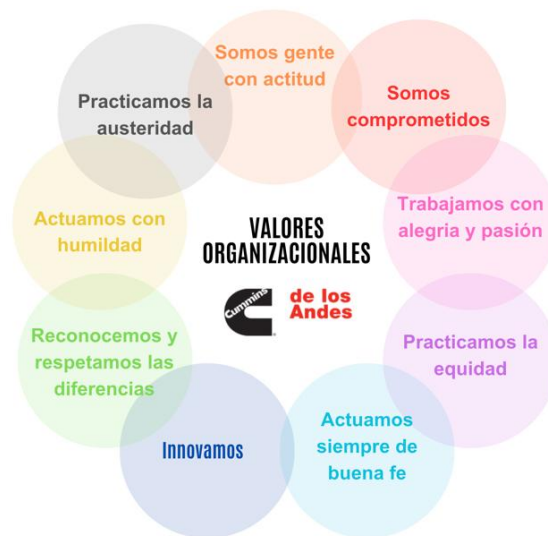 Somos gente
con actitud
Somos
comprometidos
Trabajamos con
alegria y pasión
Practicamos la
equidad
Actuamos
siempre de
buena fe
Innovamos
Reconocemos y
respetamos las
diferencias
Actuamos con
humildad
Practicamos la
austeridad
VALORES
ORGANIZACIONALES
Cummins
de los
Andes